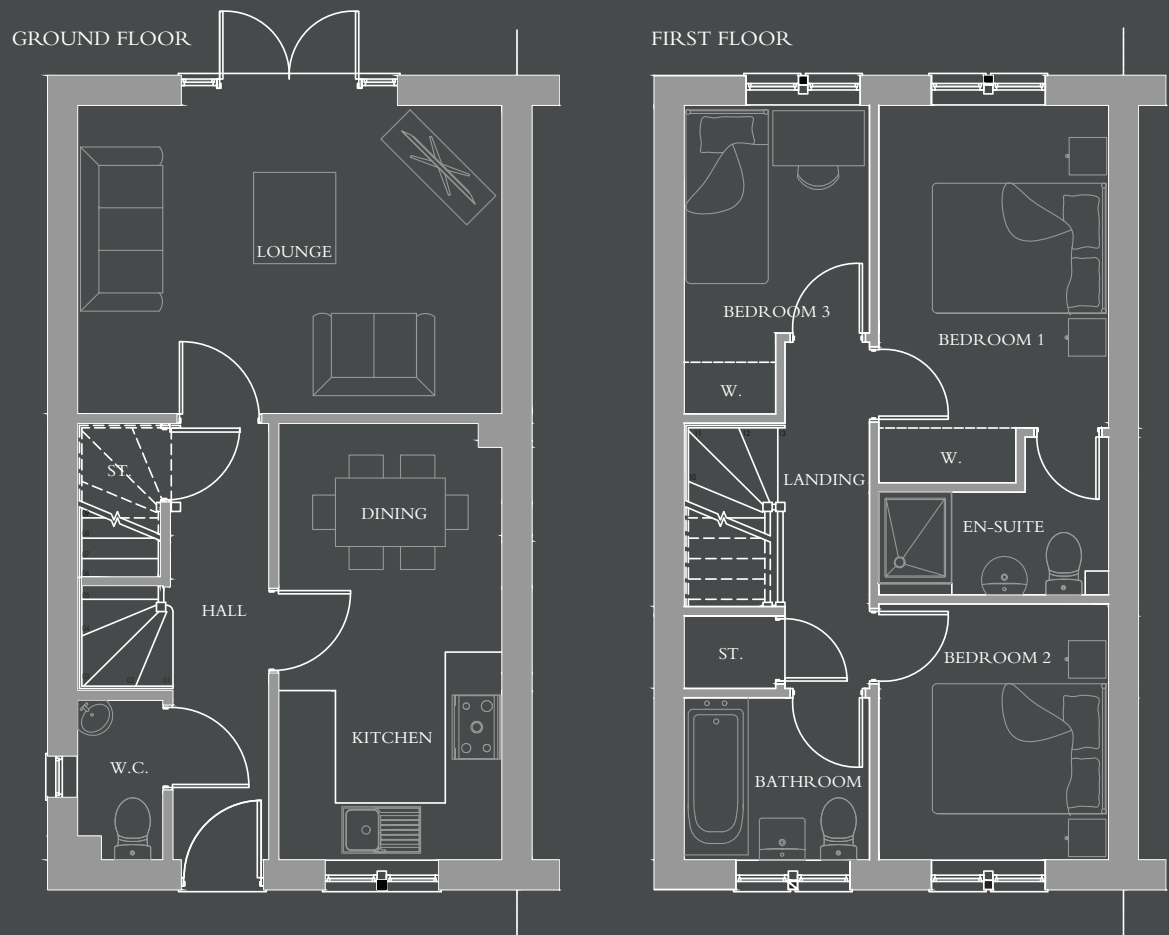 GROUND FLOOR
LOUNGE
ST.
DINING
HALL
KITCHEN
W.C.
FIRST FLOOR
BEDROOM 3
BEDROOM 1
W.
W.
LANDING
EN-SUITE
ST.
BEDROOM 2
BATHROOM